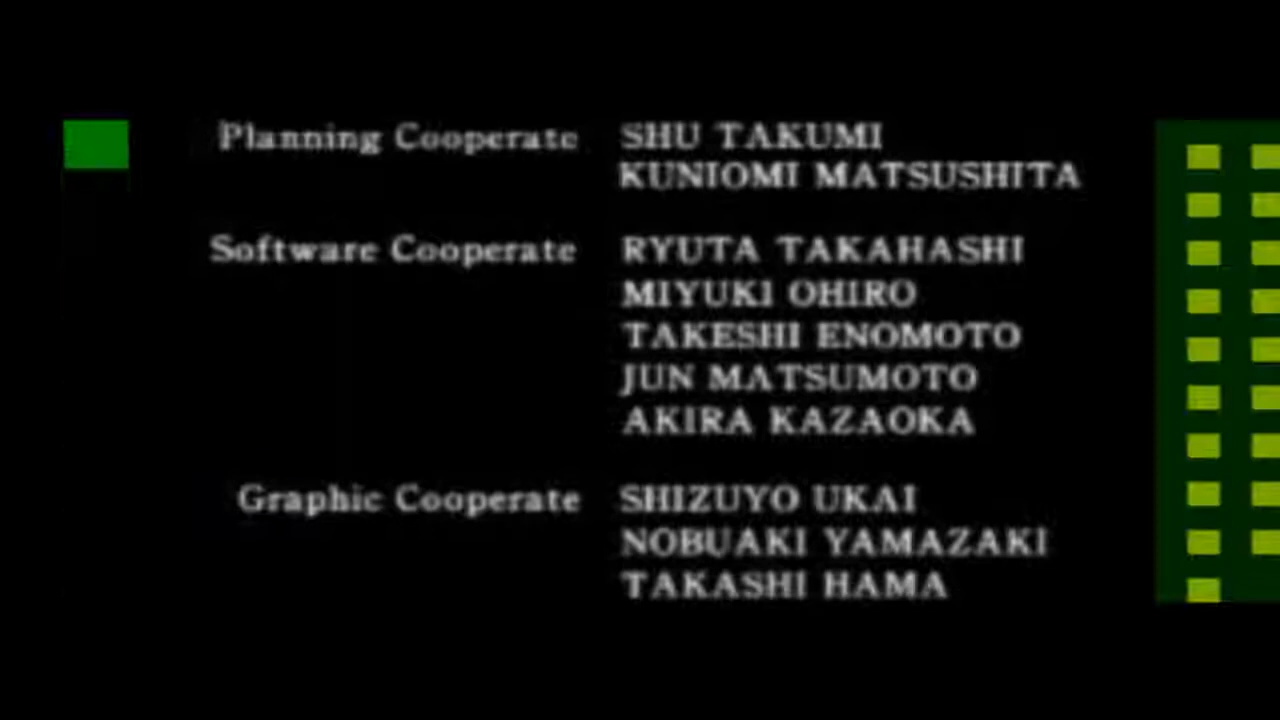 Planning Cooperate SHU TAKUMI
KUNIOMI MATSUSHITA
Software Cooperate RYUTA TAKAHASHI
MIYUKI OHIRO
TAKESHI ENOMOTO
JUN MATSUMOTO
AKIRA KAZAOKA
Graphic Cooperate SHIZUYO UKAI
NOBUAKI YAMAZAKI
TAKASHI HAMA